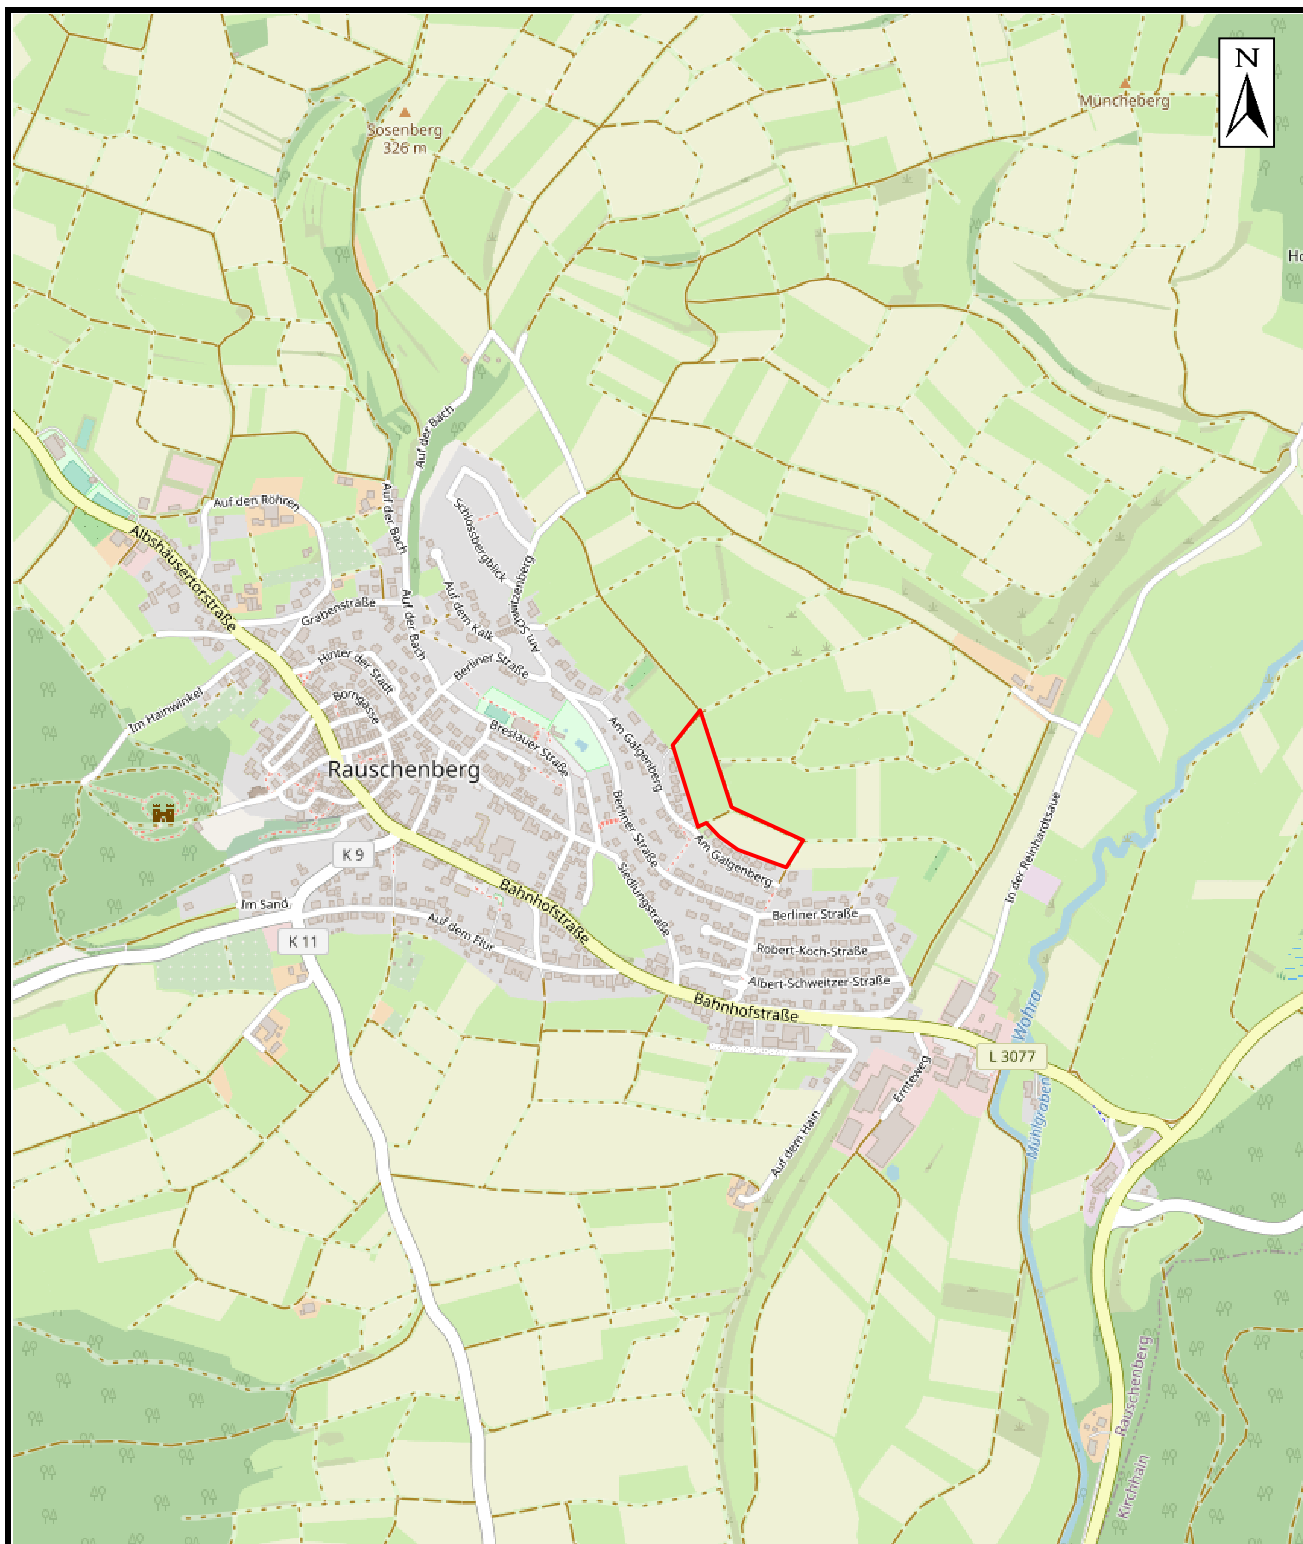 N
Müncheberg
Sosenberg
326 m
Ho
Auf der Bach
Auf den Röhren
Auf der Bach
Schlossbergblick
Albshäusertorstraße
Am Schwarzenberg
Auf dem Kalk
Auf der Bach
Grabenstraße
Berliner Straße
Hinter der Stadt
Im Hainwinkel
Borngasse
Breslauer Straße
Am Galgenberg
Rauschenberg
Berliner Straße
In der Reinhardtsaue
K 9
Am Galgenberg
Siedlungstraße
Bahnhofstraße
Im Sand
Auf dem Flur
Berliner Straße
K 11
Robert-Koch-Straße
Albert-Schweitzer-Straße
Bahnhofstraße
Wohra
L 3077
Ernteweg
Mühlgraben
Auf dem Hain
Rauschenberg
Kirchhain